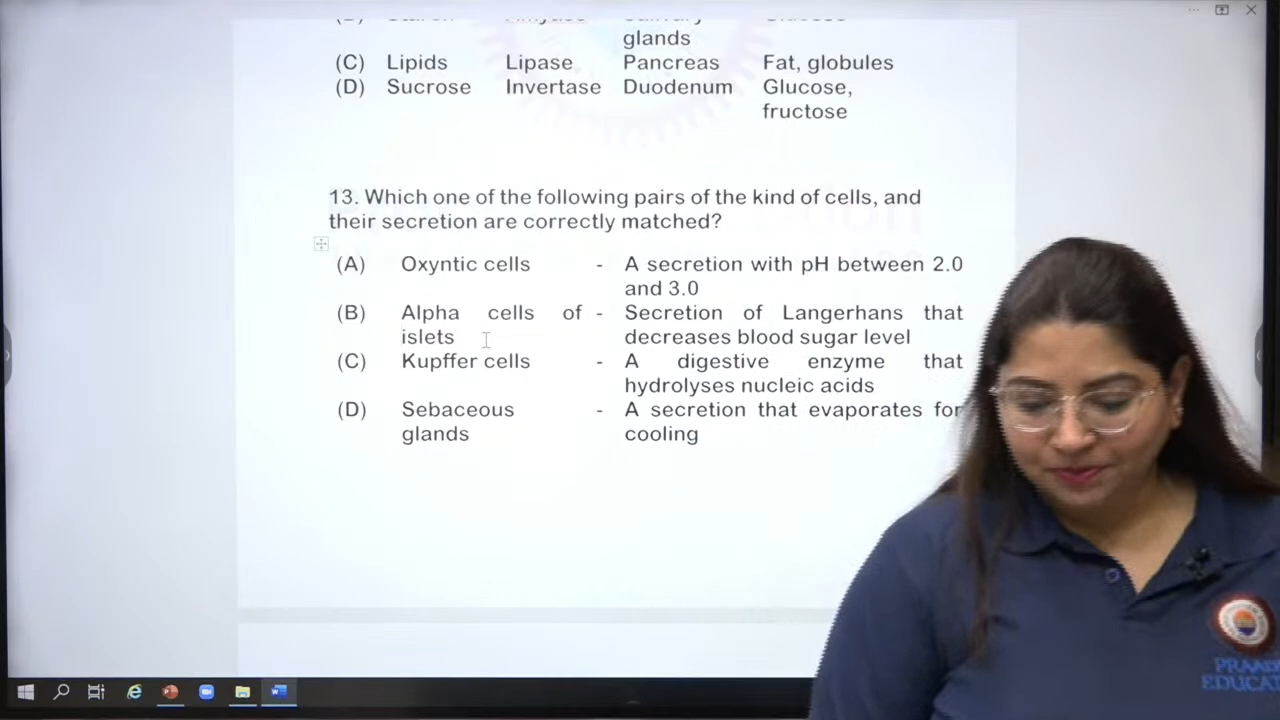 glands
(C) Lipids Lipase Pancreas Fat, globules
(D) Sucrose Invertase Duodenum Glucose,
fructose
13. Which one of the following pairs of the kind of cells, and
their secretion are correctly matched?
(A) Oxyntic cells - A secretion with pH between 2.0
and 3.0
(B) Alpha cells of - Secretion of Langerhans that
islets decreases blood sugar level
(C) Kupffer cells - A digestive enzyme that
hydrolyses nucleic acids
(D) Sebaceous - A secretion that evaporates for
glands cooling